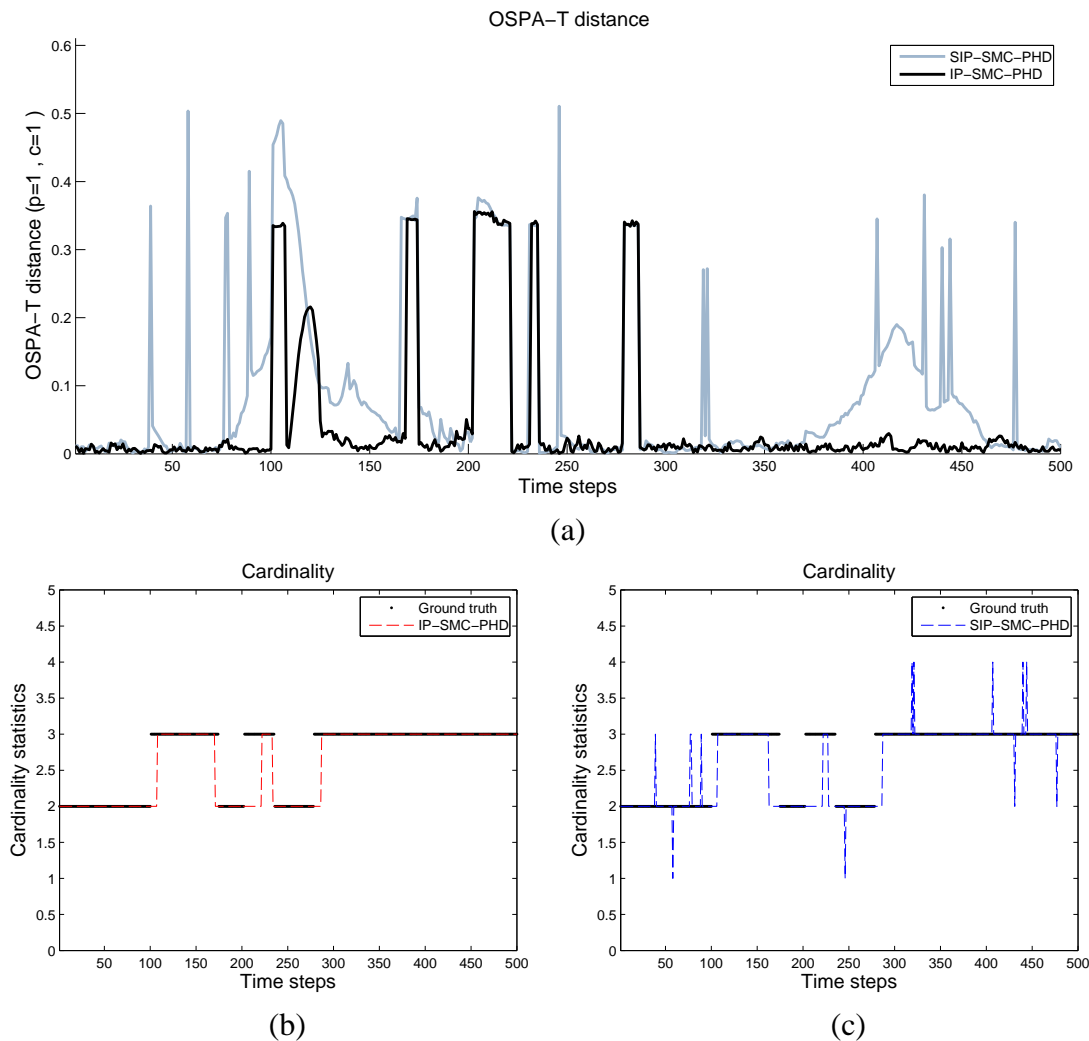 OSPA−T distance
0.6
0.5
0.4
0.3
0.2
0.1
0
OSPA−T distance (p=1 , c=1 )
SIP−SMC−PHD
IP−SMC−PHD
50 100 150 200 250 300 350 400 450 500
Time steps
(a)
Cardinality
5
4.5
4
3.5
3
2.5
2
1.5
1
0.5
0
Cardinality statistics
Ground truth
IP−SMC−PHD
50 100 150 200 250 300 350 400 450 500
Time steps
(b)
Cardinality
5
4.5
4
3.5
3
2.5
2
1.5
1
0.5
0
Cardinality statistics
Ground truth
SIP−SMC−PHD
50 100 150 200 250 300 350 400 450 500
Time steps
(c)